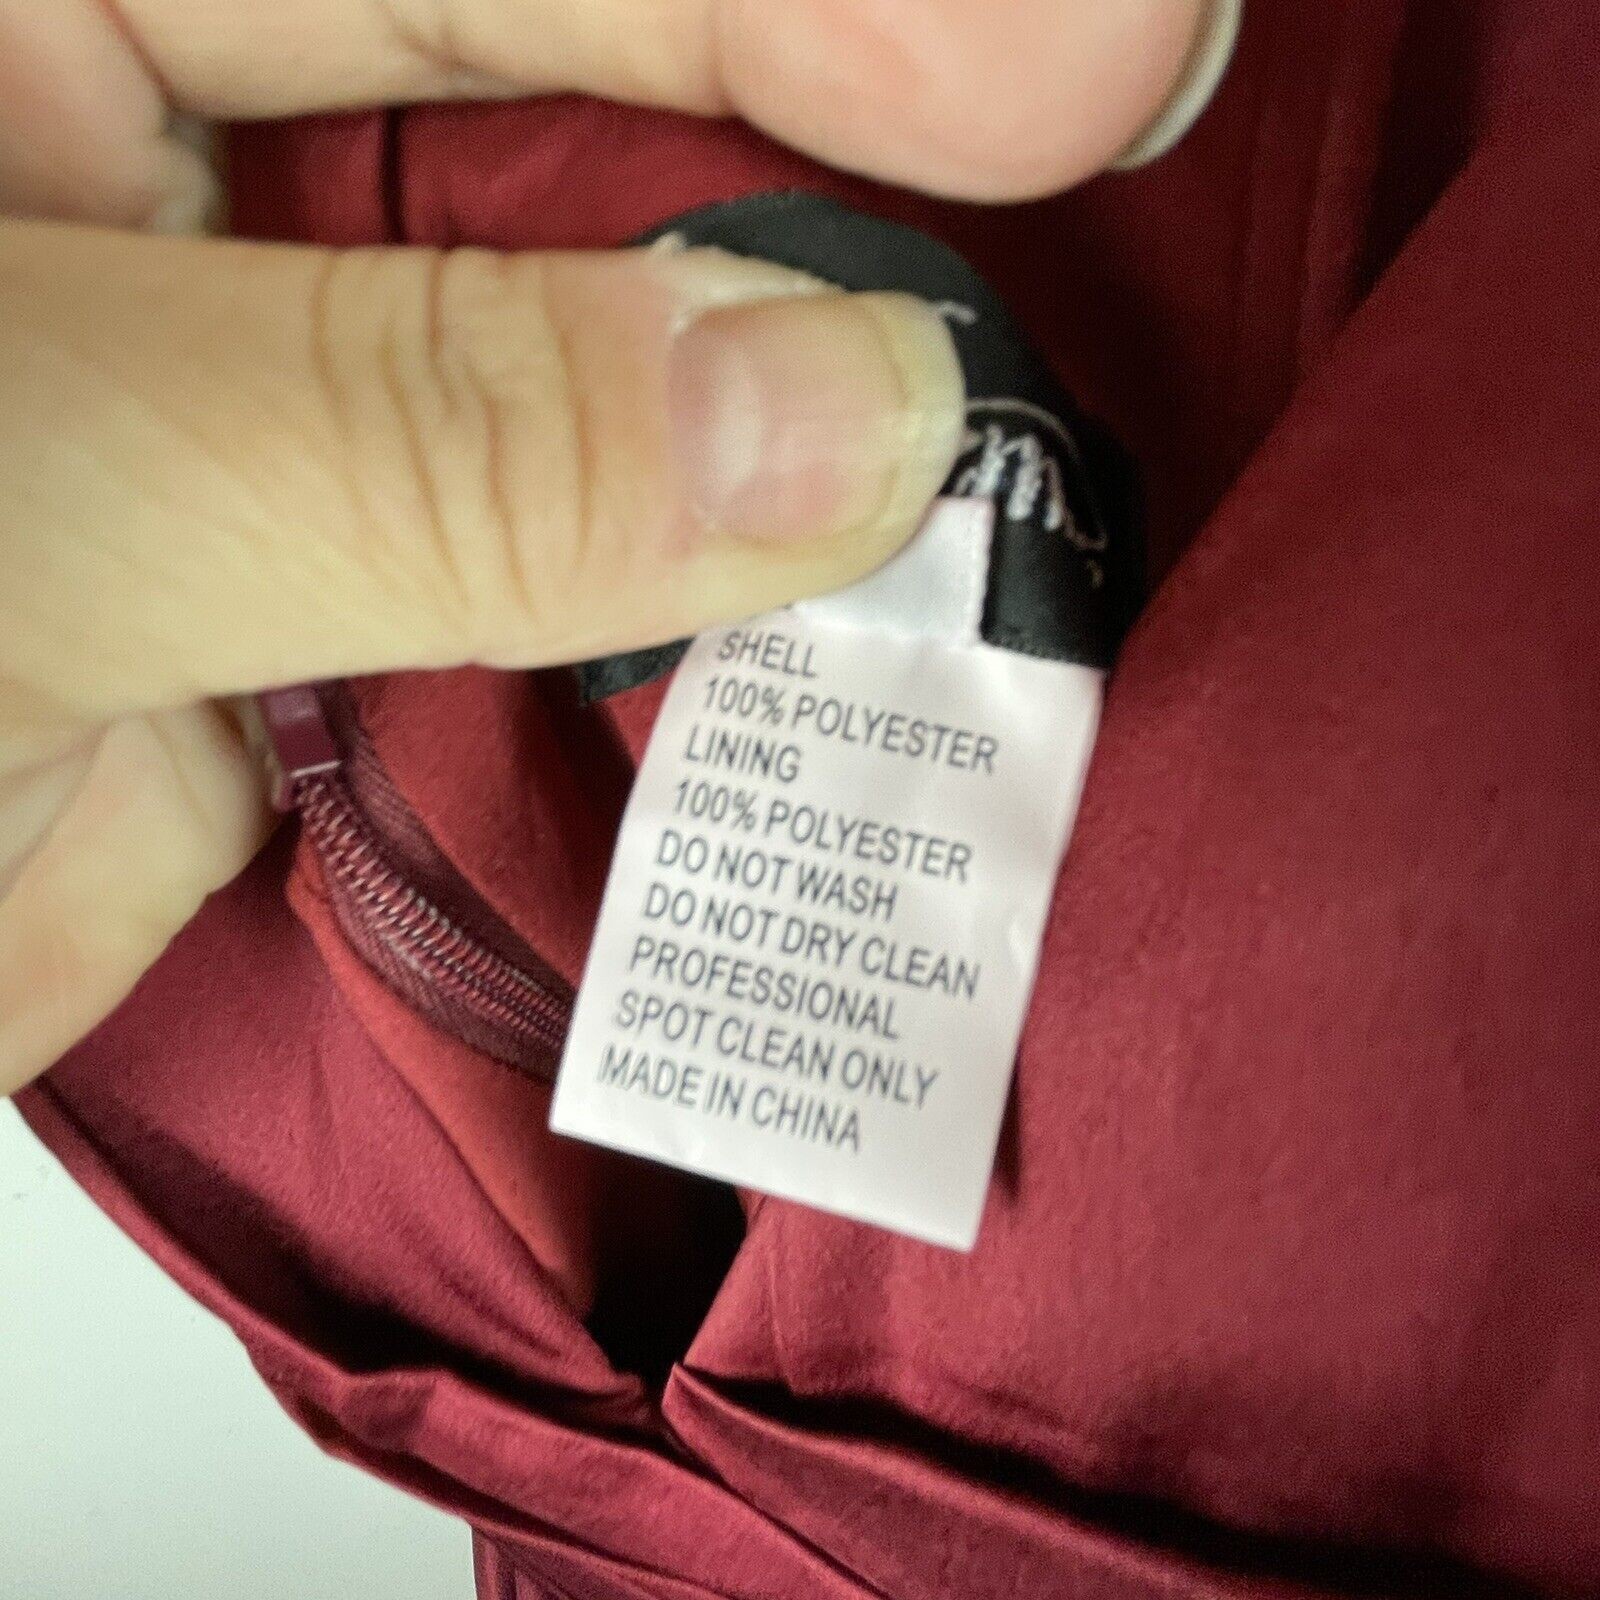 SHELL
100% POLYESTER
LINING
100% POLYESTER
DO NOT WASH
DO NOT DRY CLEAN
PROFESSIONAL
SPOT CLEAN ONLY
MADE IN CHINA